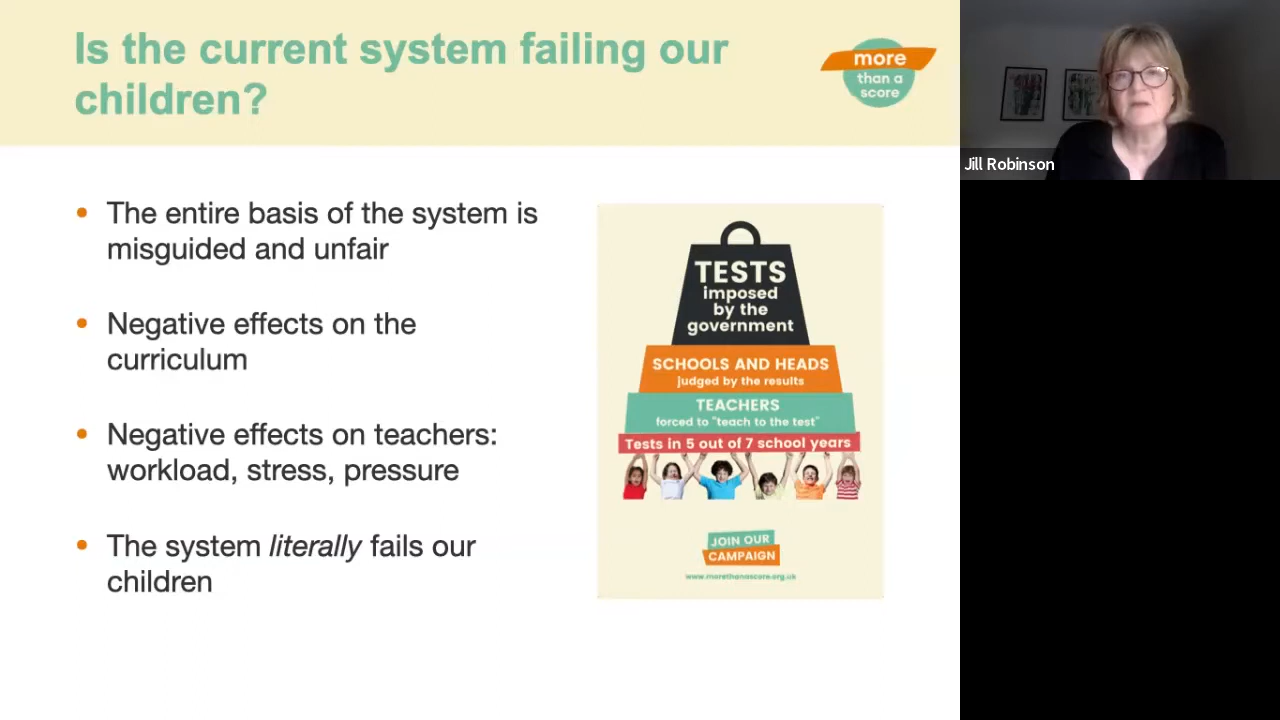 Is the current system failing our
children?
more
than a
score
Jill Robinson
• The entire basis of the system is
misguided and unfair
• Negative effects on the
curriculum
• Negative effects on teachers:
workload, stress, pressure
• The system literally fails our
children
TESTS
imposed
by the
government
SCHOOLS AND HEADS
judged by the results
TEACHERS
forced to "teach to the test"
Tests in 5 out of 7 school years
JOIN OUR
CAMPAIGN
www.morethanascore.org.uk